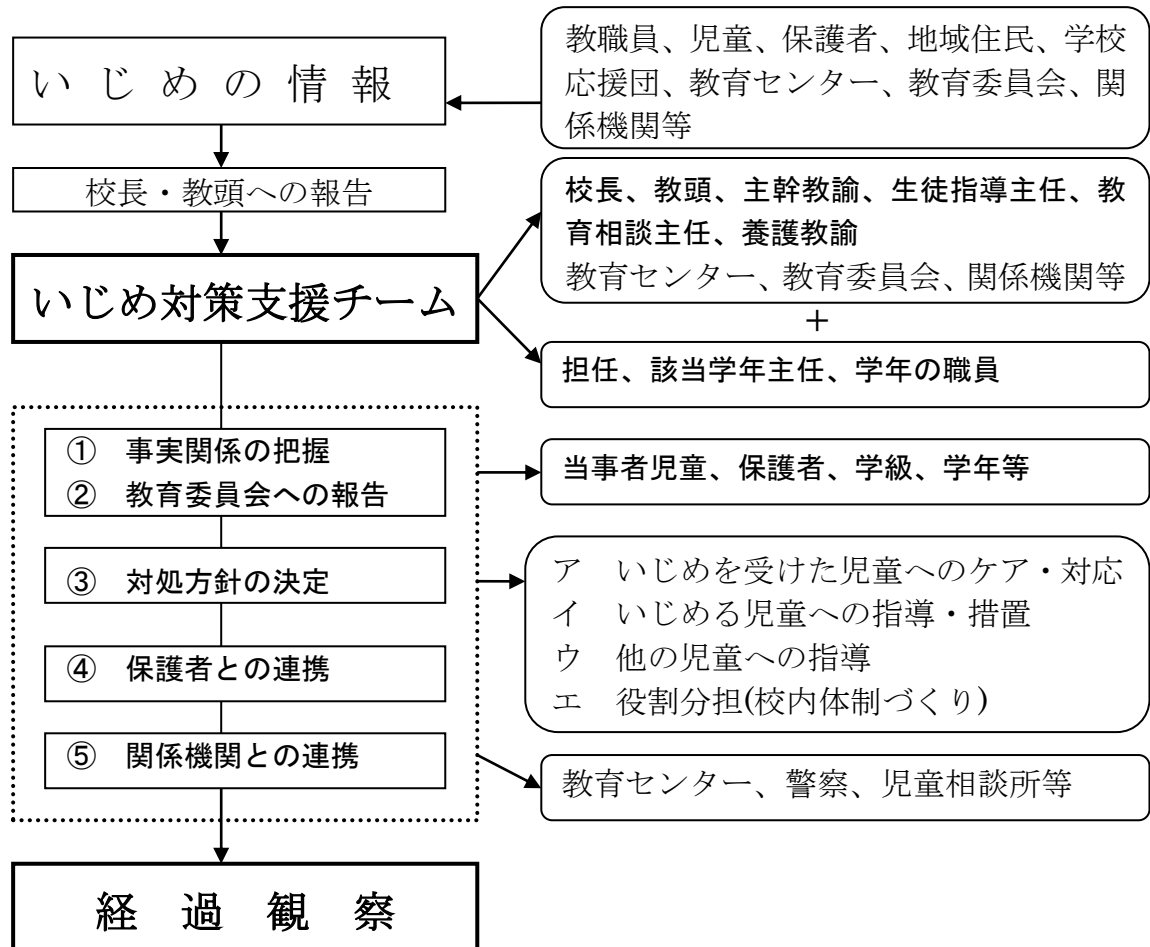 いじめの情報
教職員、児童、保護者、地域住民、学校
応援団、教育センター、教育委員会、関
係機関等
校長・教頭への報告
いじめ対策支援チーム
校長、教頭、主幹教諭、生徒指導主任、教
育相談主任、養護教諭
教育センター、教育委員会、関係機関等
＋
担任、該当学年主任、学年の職員
① 事実関係の把握
② 教育委員会への報告
当事者児童、保護者、学級、学年等
③ 対処方針の決定
ア いじめを受けた児童へのケア・対応
イ いじめる児童への指導・措置
ウ 他の児童への指導
エ 役割分担(校内体制づくり)
④ 保護者との連携
⑤ 関係機関との連携
教育センター、警察、児童相談所等
経過観察